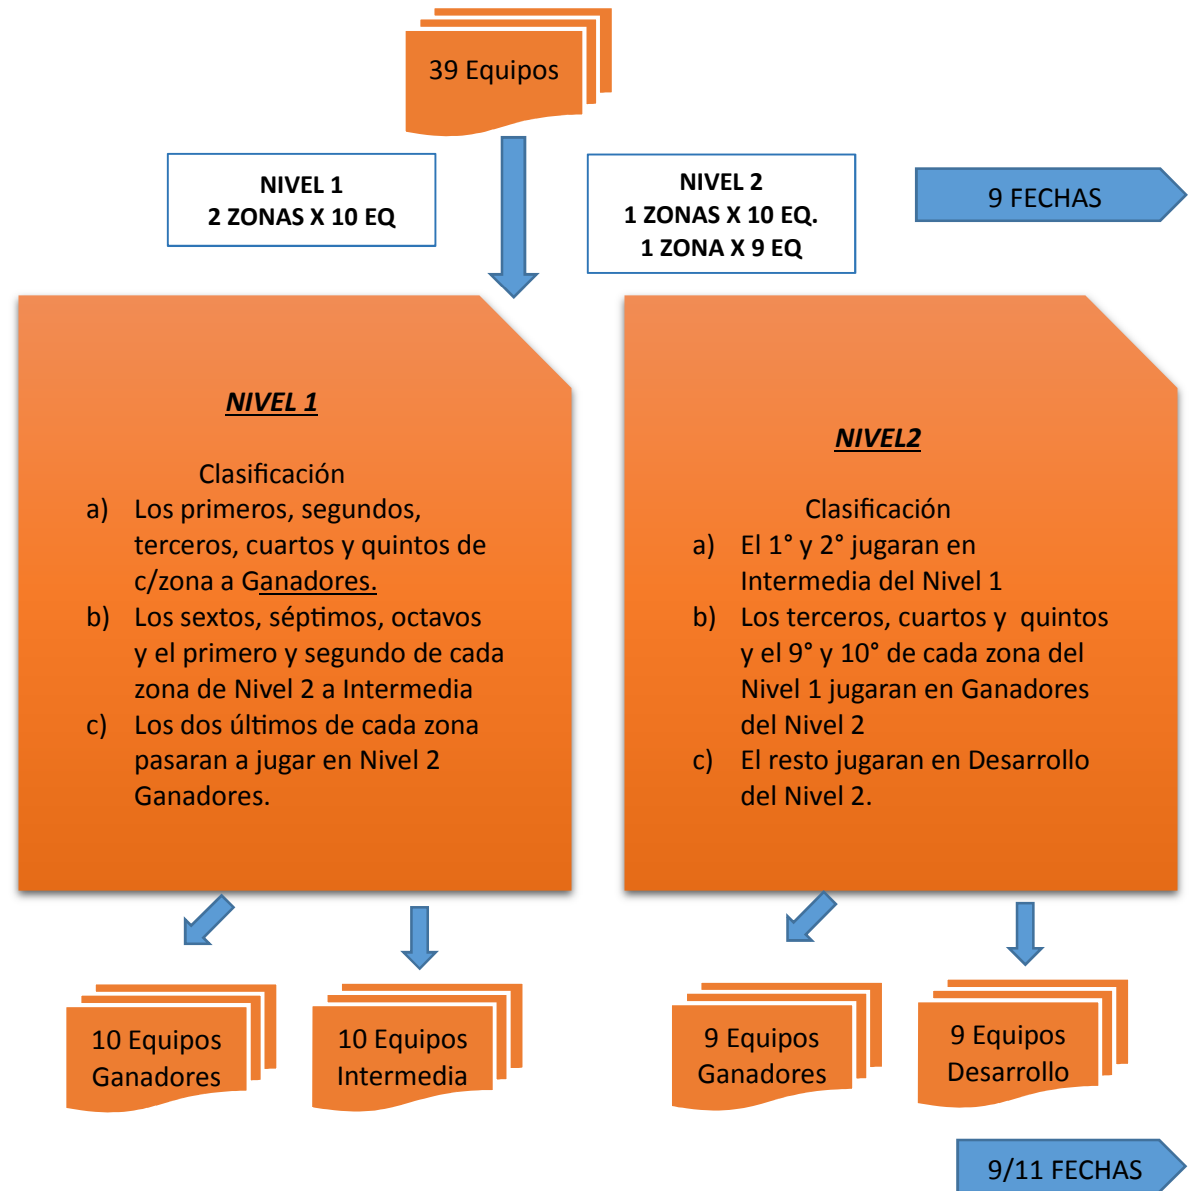 39 Equipos
NIVEL 1
2 ZONAS X 10 EQ
NIVEL 2
1 ZONAS X 10 EQ.
1 ZONA X 9 EQ
9 FECHAS
NIVEL 1
Clasificación
a) Los primeros, segundos,
terceros, cuartos y quintos de
c/zona a Ganadores.
b) Los sextos, séptimos, octavos
y el primero y segundo de cada
zona de Nivel 2 a Intermedia
c) Los dos últimos de cada zona
pasaran a jugar en Nivel 2
Ganadores.
NIVEL2
Clasificación
a) El 1° y 2° jugaran en
Intermedia del Nivel 1
b) Los terceros, cuartos y quintos
y el 9° y 10° de cada zona del
Nivel 1 jugaran en Ganadores
del Nivel 2
c) El resto jugaran en Desarrollo
del Nivel 2.
10 Equipos
Ganadores
10 Equipos
Intermedia
9 Equipos
Ganadores
9 Equipos
Desarrollo
9/11 FECHAS